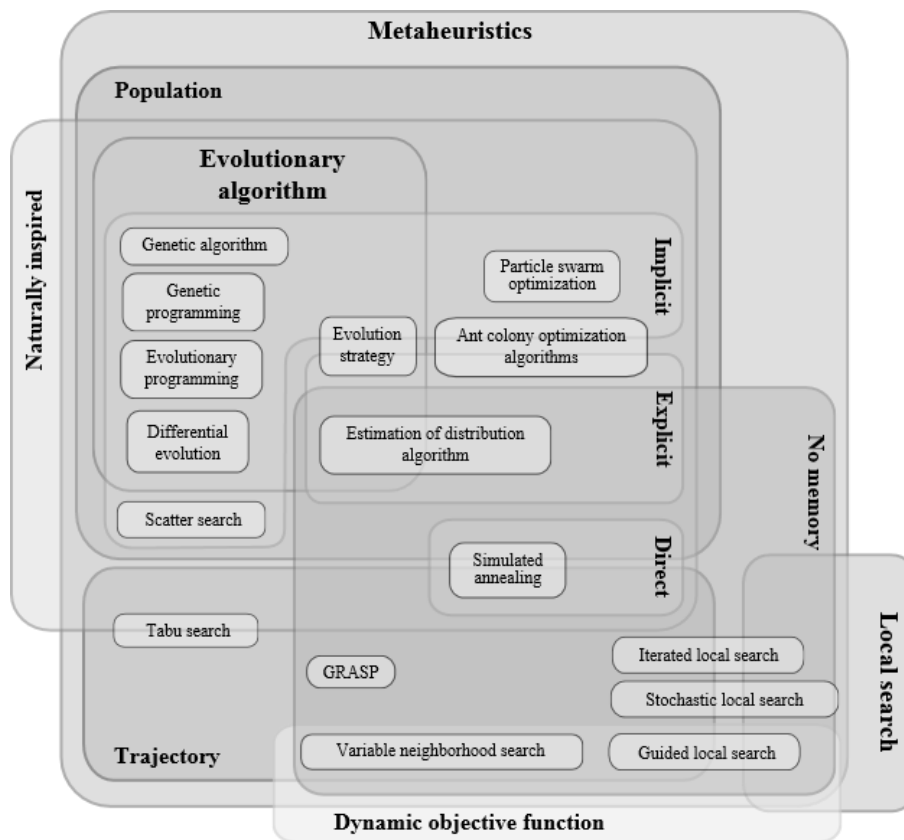 Metaheuristics
Population
Naturally inspired
Evolutionary
algorithm
Implicit
Genetic algorithm
Particle swarm
optimization
Genetic
programming
Evolution
strategy
Ant colony optimization
algorithms
Evolutionary
programming
Explicit
Differential
evolution
Estimation of distribution
algorithm
No memory
Scatter search
Direct
Simulated
annealing
Tabu search
Local search
Iterated local search
GRASP
Stochastic local search
Trajectory
Variable neighborhood search
Guided local search
Dynamic objective function